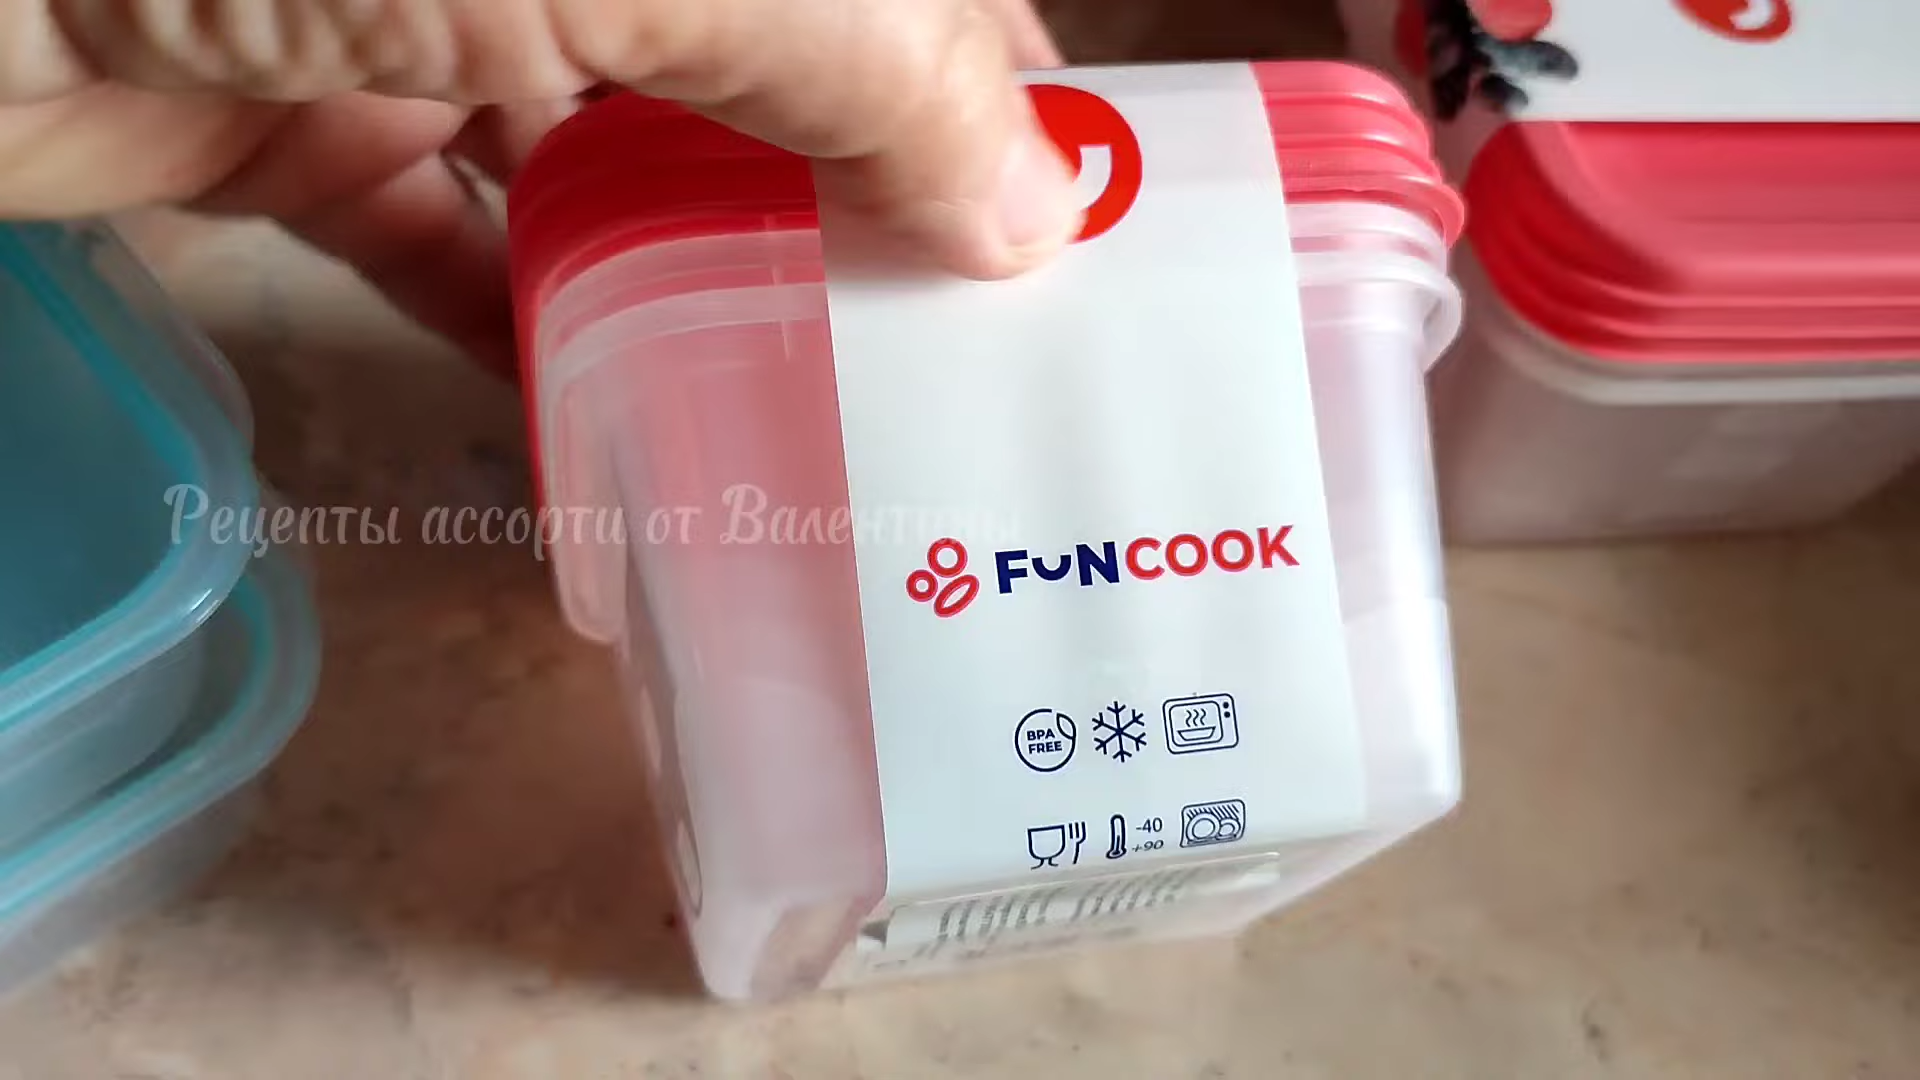 Рецепты ассорти от Валентины
FUNCOOK
BPA
FREE
-40
+90